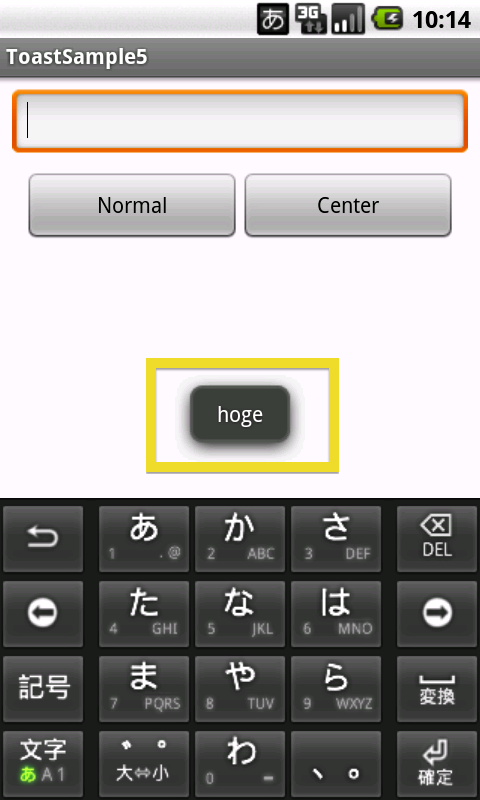 あ 3G 10:14
ToastSample5
Normal Center
hoge
あ 1 .@ か 2 ABC さ 3 DEF DEL
た 4 GHI な 5 JKL は 6 MNO
記号 ま 7 PQRS や 8 TUV ら 9 WXYZ 変換
文字 あA1 ゛゜ 大⇔小 わ 0 ー 、。 確定